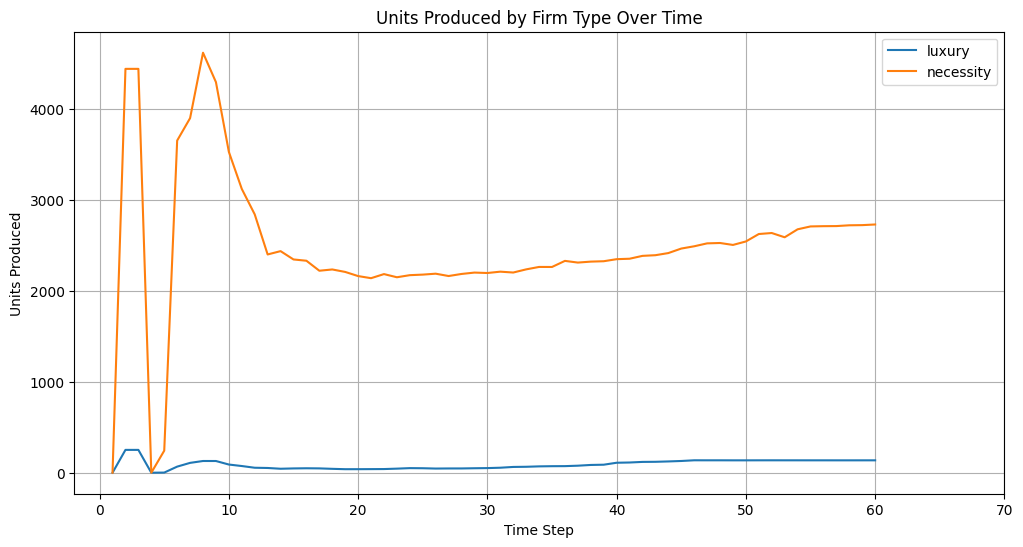 Units Produced by Firm Type Over Time
luxury
necessity
Units Produced
4000
3000
2000
1000
0
0 10 20 30 40 50 60 70
Time Step